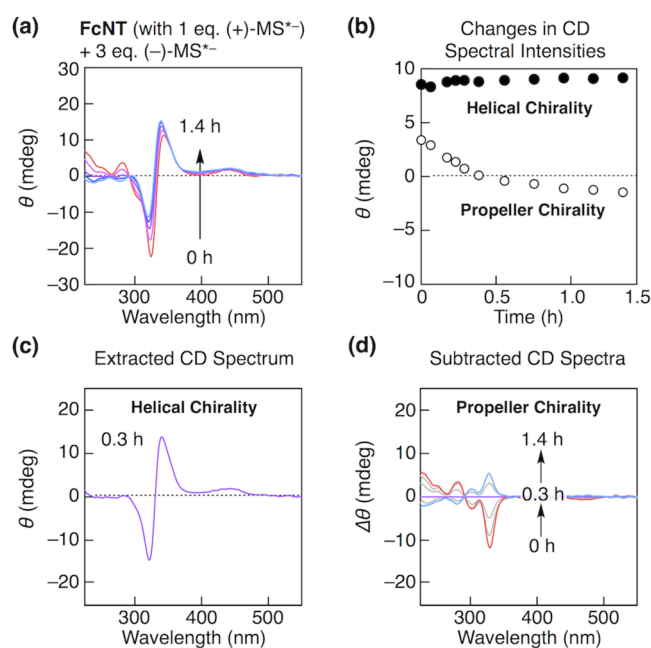 (a) FcNT (with 1 eq. (+)-MS*–)
+ 3 eq. (–)-MS*–
30
20
10
0
–10
–20
–30
θ (mdeg)
1.4 h
0 h
300 400 500
Wavelength (nm)
(b) Changes in CD
Spectral Intensities
10
5
0
–5
–10
θ (mdeg)
Helical Chirality
Propeller Chirality
0 0.5 1.0 1.5
Time (h)
(c) Extracted CD Spectrum
Helical Chirality
20
10
0
–10
–20
θ (mdeg)
0.3 h
300 400 500
Wavelength (nm)
(d) Subtracted CD Spectra
Propeller Chirality
20
10
0
–10
–20
Δθ (mdeg)
1.4 h
0.3 h
0 h
300 400 500
Wavelength (nm)